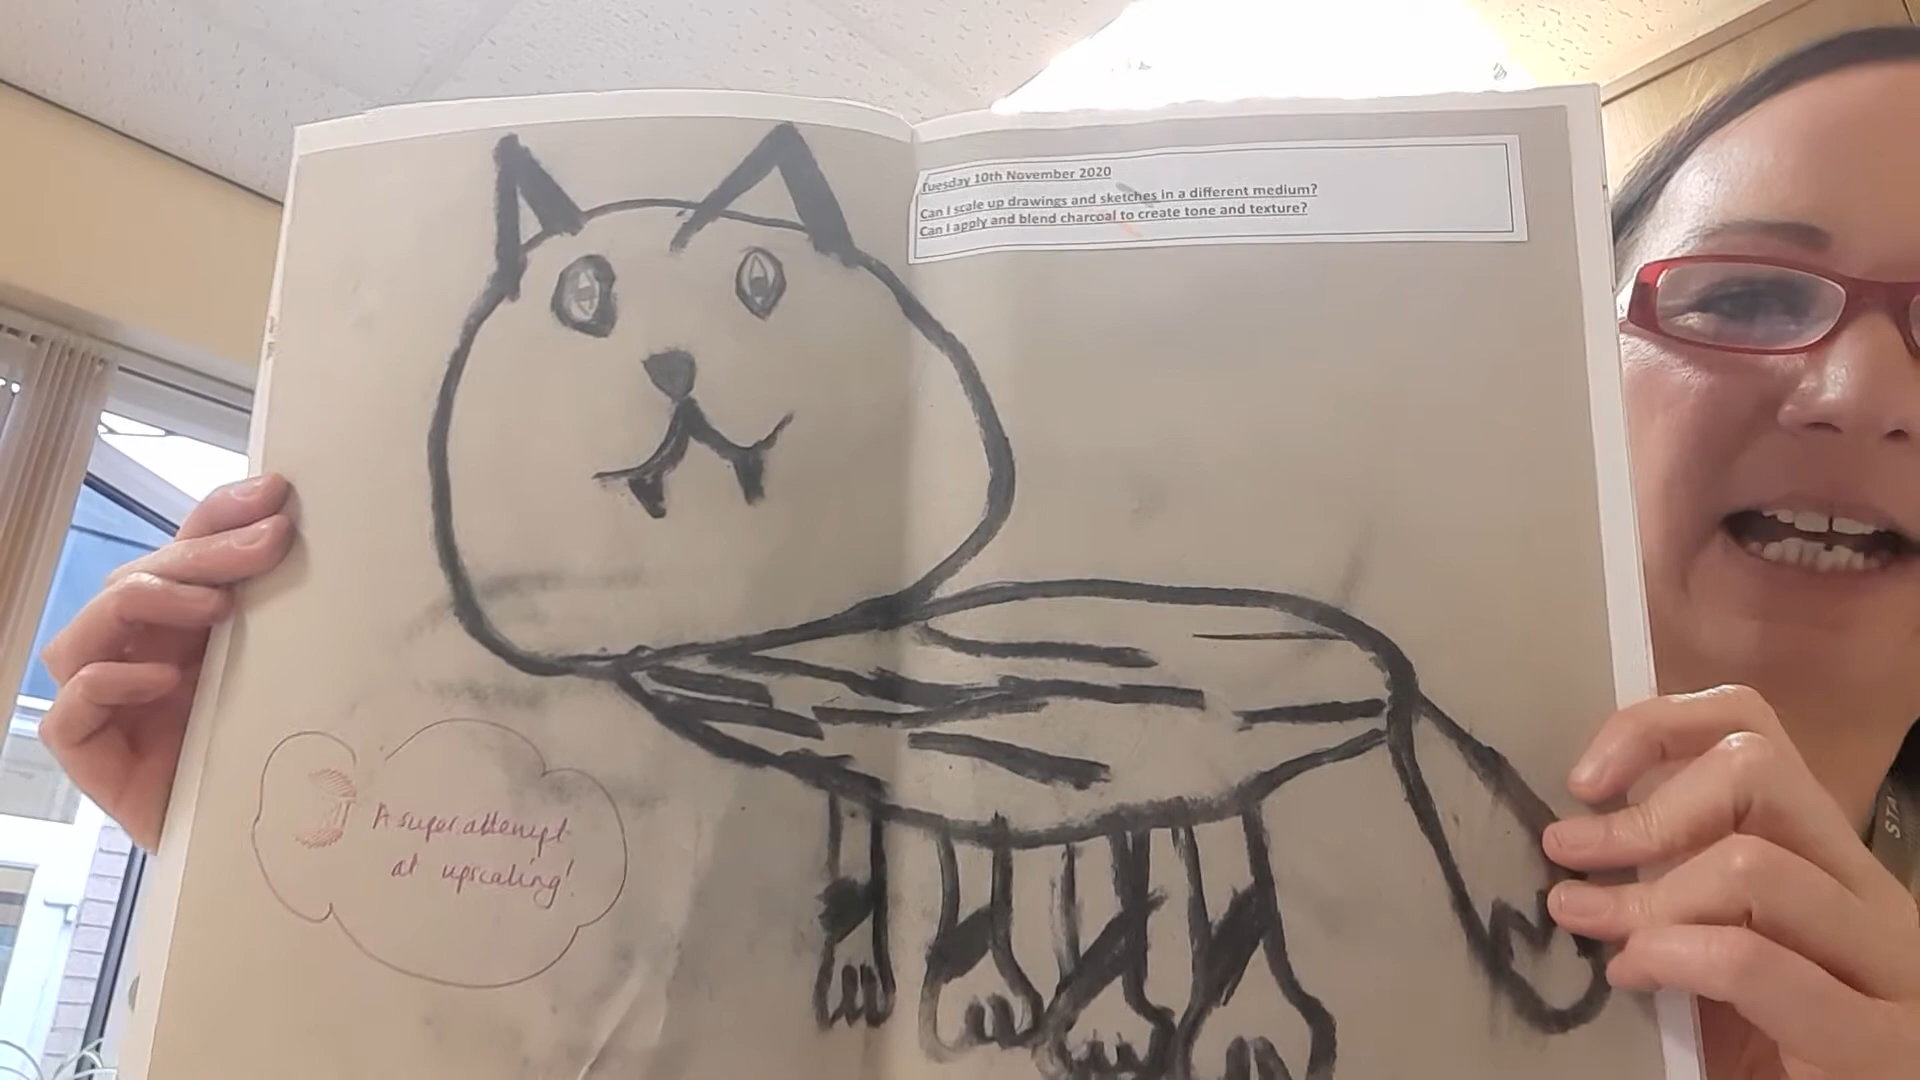 Tuesday 10th November 2020
Can I scale up drawings and sketches in a different medium?
Can I apply and blend charcoal to create tone and texture?
A super attempt
at upscaling!
STA